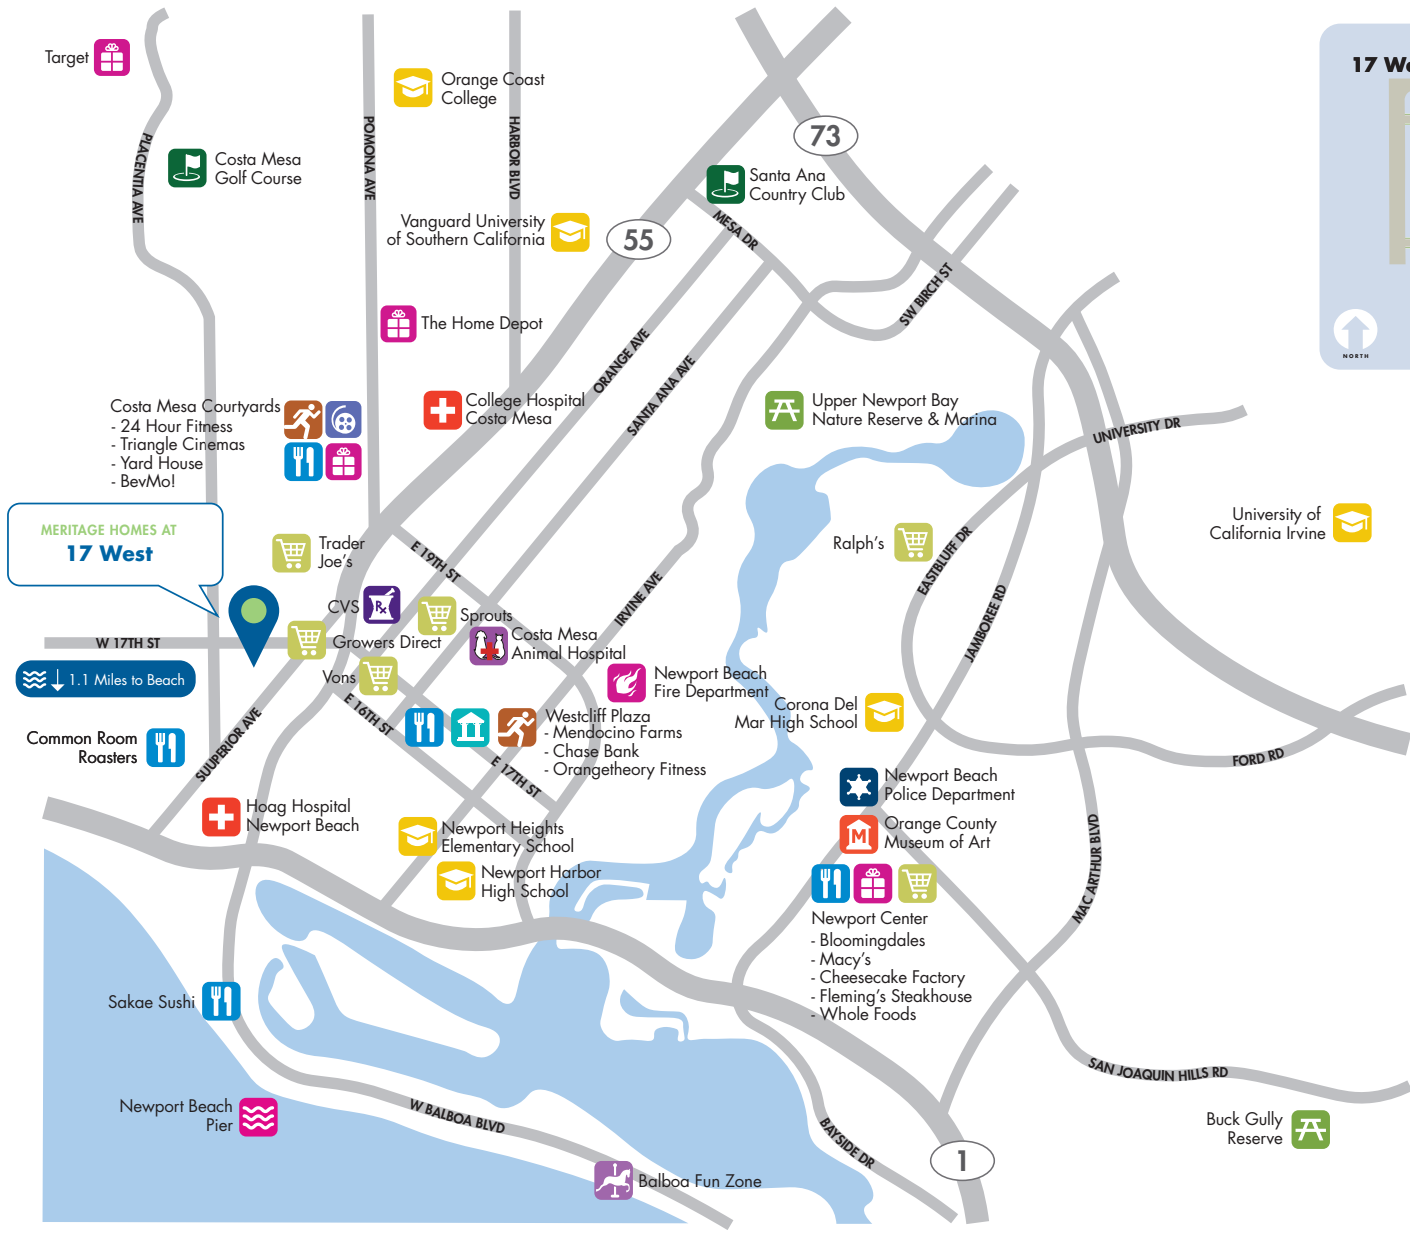 Target
Orange Coast
College
17 We
PLACENTIA AVE
POMONA AVE
HARBOR BLVD
73
Costa Mesa
Golf Course
Santa Ana
Country Club
Vanguard University
of Southern California
55
MESA DR
SW BIRCH ST
The Home Depot
NORTH
ORANGE AVE
SANTA ANA AVE
Costa Mesa Courtyards
- 24 Hour Fitness
- Triangle Cinemas
- Yard House
- BevMo!
College Hospital
Costa Mesa
Upper Newport Bay
Nature Reserve & Marina
UNIVERSITY DR
MERITAGE HOMES AT
17 West
Trader
Joe's
E 19TH ST
Ralph's
EASTBLUFF DR
University of
California Irvine
CVS
Rx
Sprouts
IRVINE AVE
JAMBOREE RD
W 17TH ST
Growers Direct
Costa Mesa
Animal Hospital
1.1 Miles to Beach
Vons
Newport Beach
Fire Department
Corona Del
Mar High School
E 16TH ST
Westcliff Plaza
- Mendocino Farms
- Chase Bank
- Orangetheory Fitness
E 17TH ST
Common Room
Roasters
SUUPERIOR AVE
FORD RD
Newport Beach
Police Department
Hoag Hospital
Newport Beach
Newport Heights
Elementary School
M
Orange County
Museum of Art
MAC ARTHUR BLVD
Newport Harbor
High School
Newport Center
- Bloomingdales
- Macy's
- Cheesecake Factory
- Fleming's Steakhouse
- Whole Foods
Sakae Sushi
SAN JOAQUIN HILLS RD
Newport Beach
Pier
W BALBOA BLVD
BAYSIDE DR
Buck Gully
Reserve
1
Balboa Fun Zone